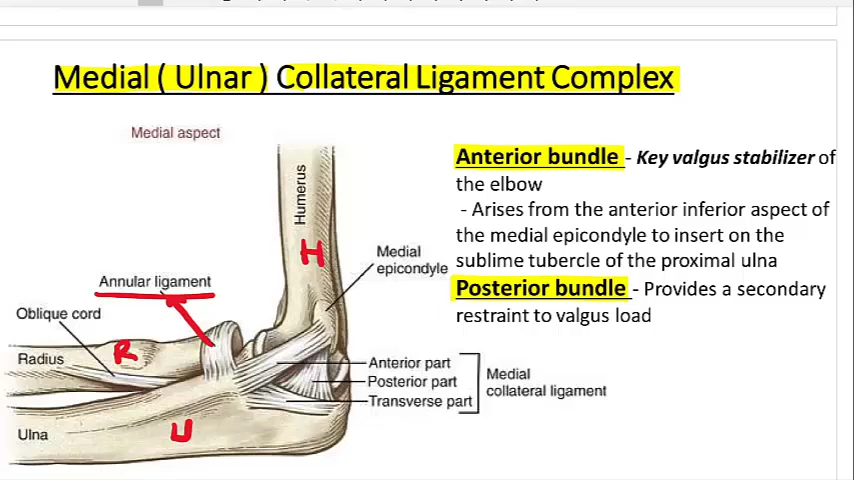 Medial ( Ulnar ) Collateral Ligament Complex
Medial aspect
Anterior bundle - Key valgus stabilizer of
the elbow
- Arises from the anterior inferior aspect of
the medial epicondyle to insert on the
sublime tubercle of the proximal ulna
Posterior bundle - Provides a secondary
restraint to valgus load
Humerus
H
Medial
epicondyle
Annular ligament
Oblique cord
Radius
R
Anterior part
Posterior part
Transverse part
Medial
collateral ligament
Ulna
U